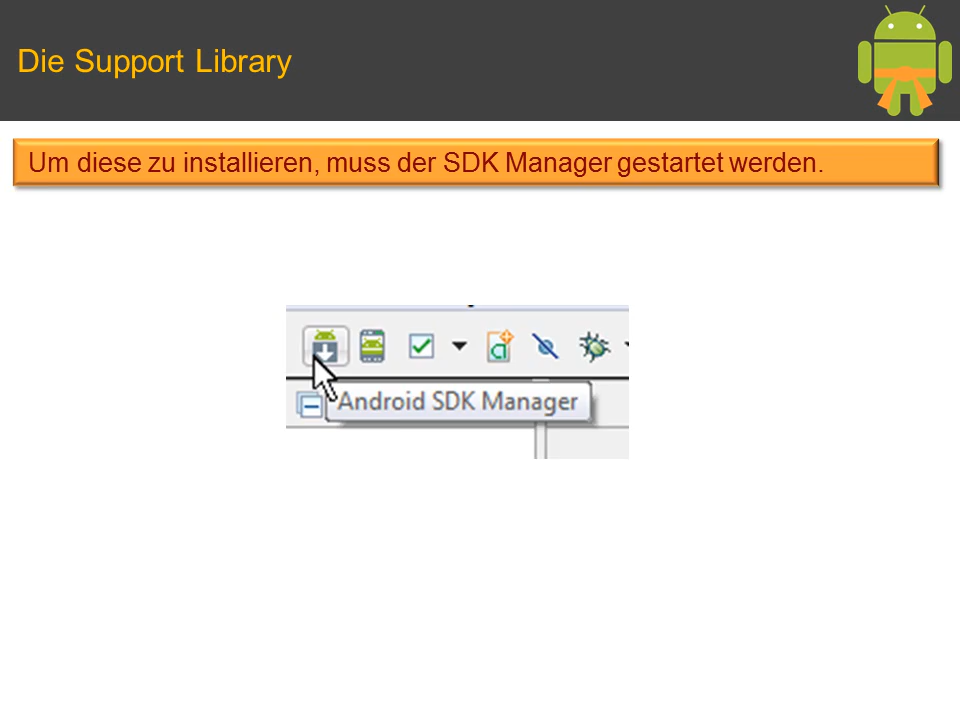 Die Support Library
Um diese zu installieren, muss der SDK Manager gestartet werden.
Android SDK Manager